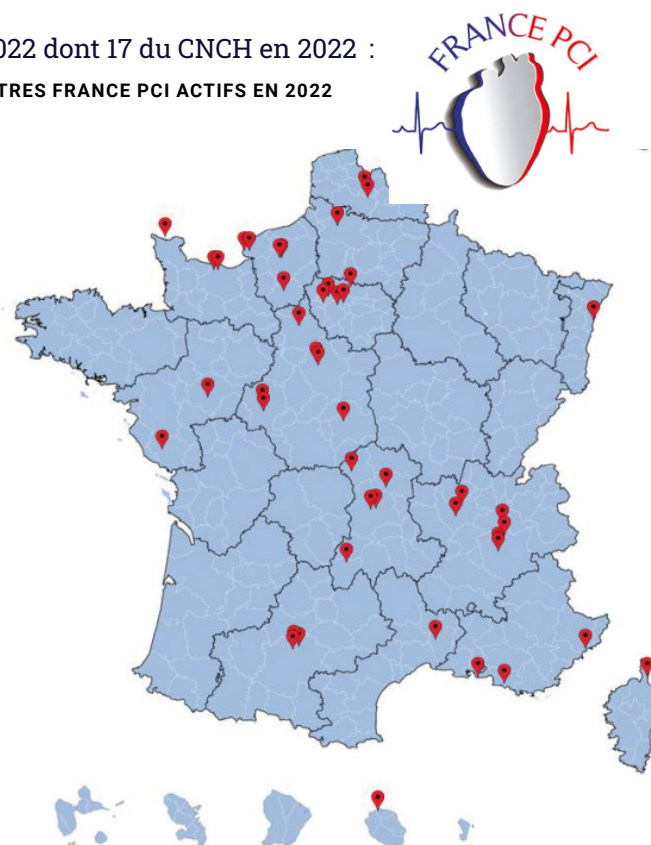 022 dont 17 du CNCH en 2022 :
TRES FRANCE PCI ACTIFS EN 2022
FRANCE PCI